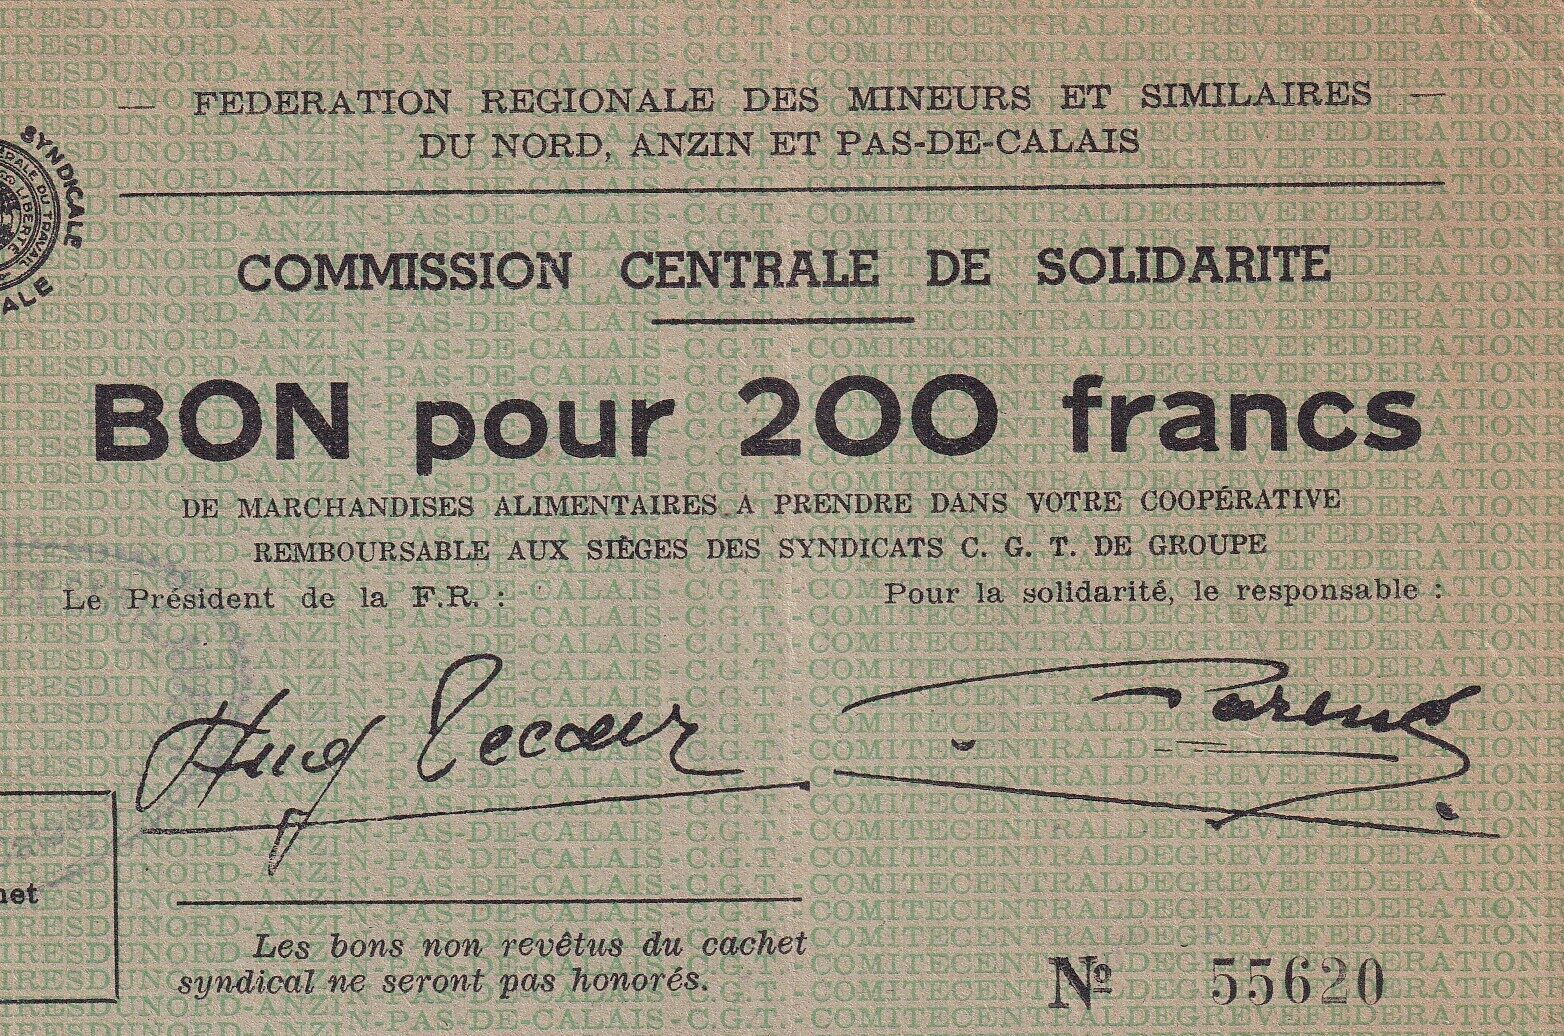 — FEDERATION REGIONALE DES MINEURS ET SIMILAIRES —
DU NORD, ANZIN ET PAS-DE-CALAIS
SYNDICALE
COMMISSION CENTRALE DE SOLIDARITE
BON pour 200 francs
DE MARCHANDISES ALIMENTAIRES A PRENDRE DANS VOTRE COOPÉRATIVE
REMBOURSABLE AUX SIÈGES DES SYNDICATS C. G. T. DE GROUPE
Le Président de la F.R. :
Pour la solidarité, le responsable :
Lecoeur
Les bons non revêtus du cachet
syndical ne seront pas honorés.
Nº 55620